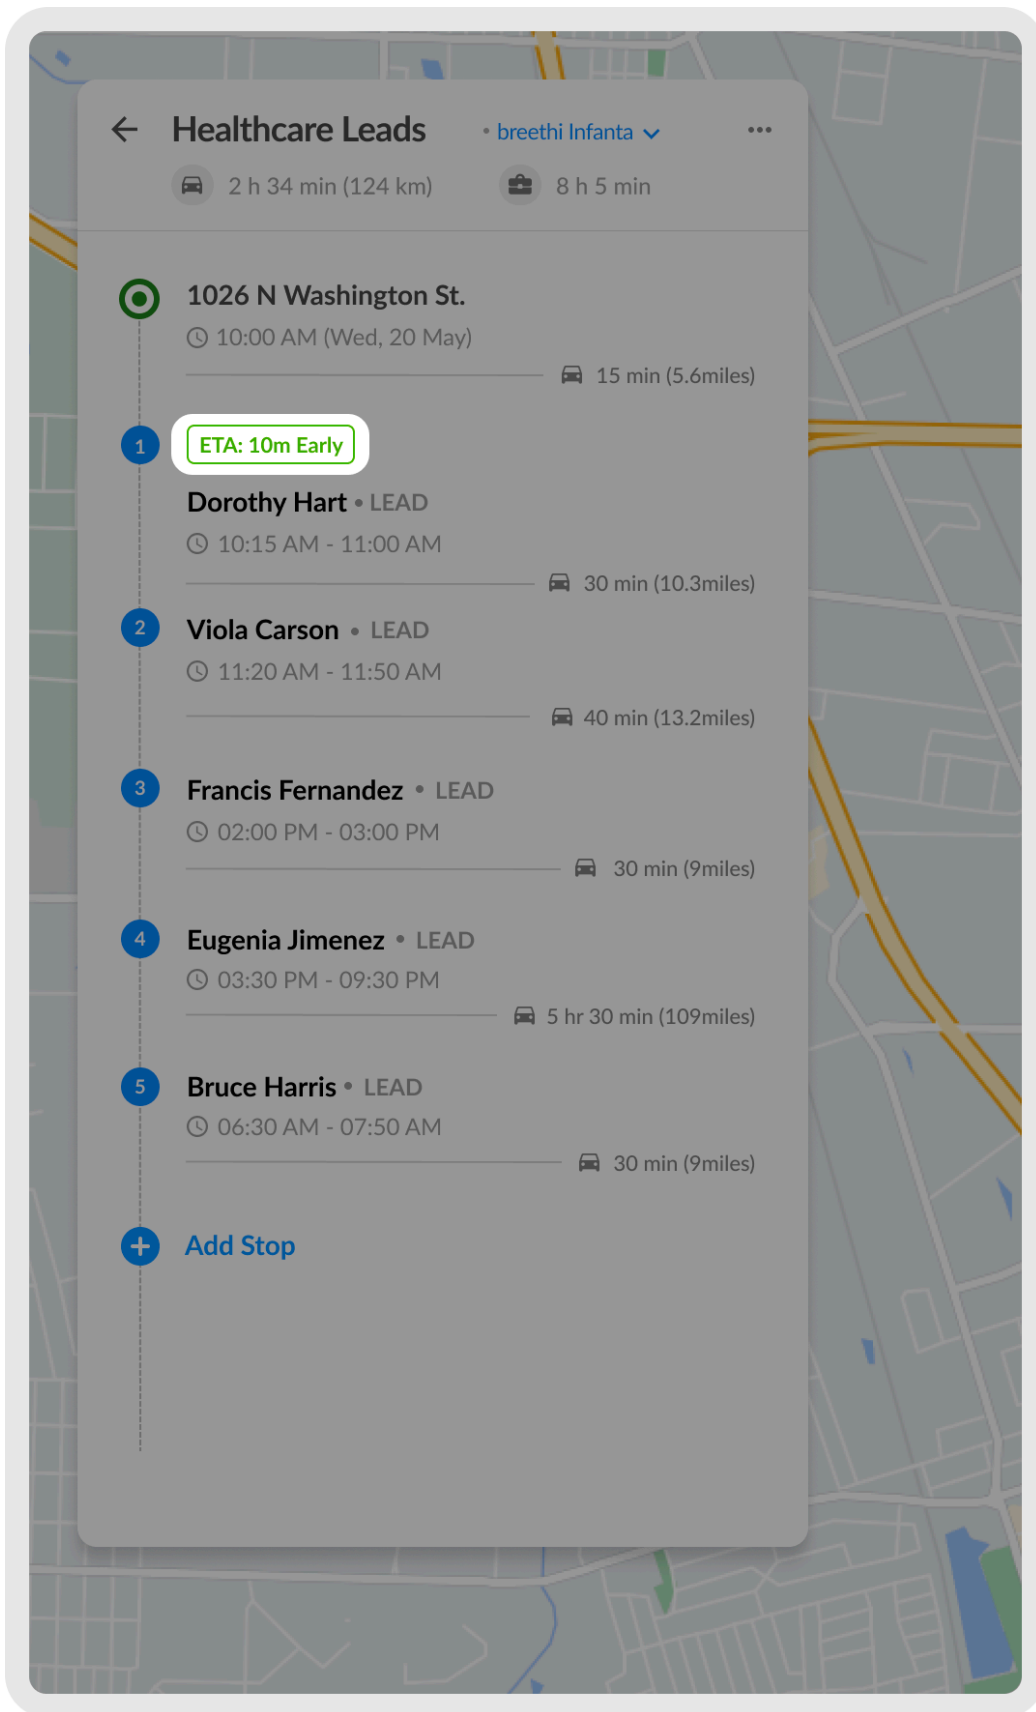 Healthcare Leads • breethi Infanta
2 h 34 min (124 km) 8 h 5 min
1026 N Washington St.
10:00 AM (Wed, 20 May)
15 min (5.6miles)
1 ETA: 10m Early
Dorothy Hart • LEAD
10:15 AM - 11:00 AM
30 min (10.3miles)
2 Viola Carson • LEAD
11:20 AM - 11:50 AM
40 min (13.2miles)
3 Francis Fernandez • LEAD
02:00 PM - 03:00 PM
30 min (9miles)
4 Eugenia Jimenez • LEAD
03:30 PM - 09:30 PM
5 hr 30 min (109miles)
5 Bruce Harris • LEAD
06:30 AM - 07:50 AM
30 min (9miles)
Add Stop